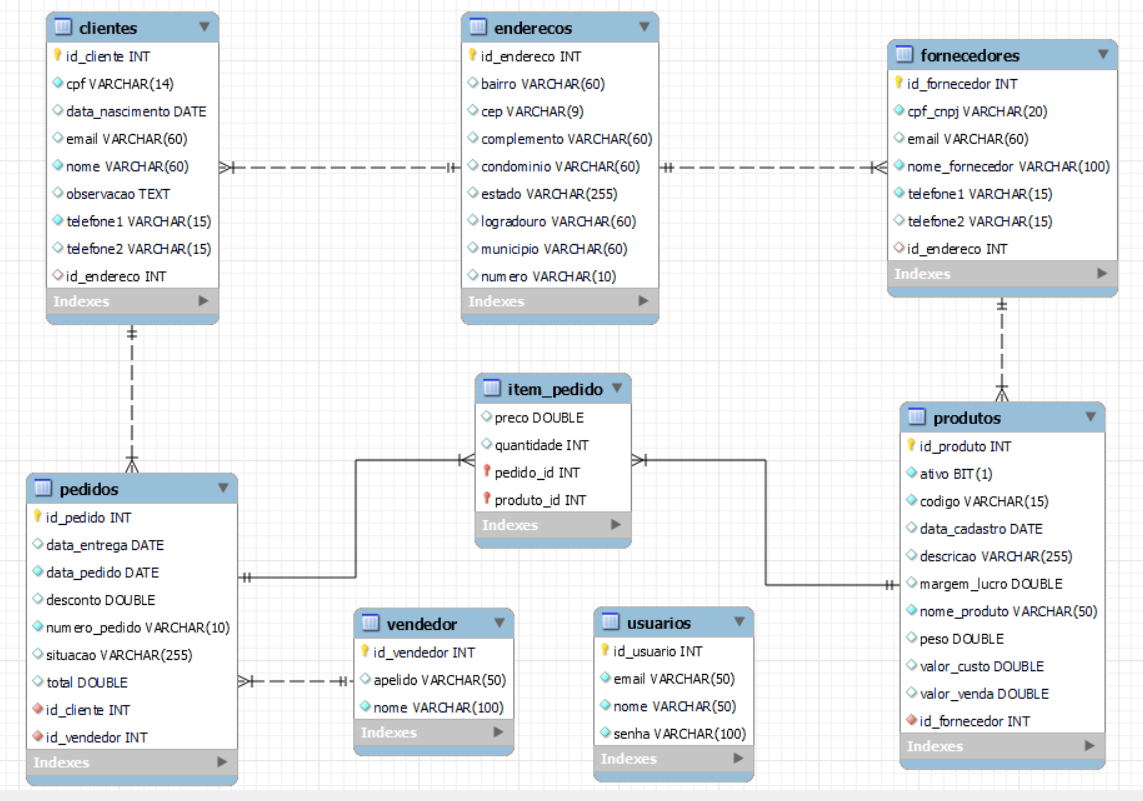 clientes
id_cliente INT
cpf VARCHAR(14)
data_nascimento DATE
email VARCHAR(60)
nome VARCHAR(60)
observacao TEXT
telefone1 VARCHAR(15)
telefone2 VARCHAR(15)
id_endereco INT
Indexes
enderecos
id_endereco INT
bairro VARCHAR(60)
cep VARCHAR(9)
complemento VARCHAR(60)
condominio VARCHAR(60)
estado VARCHAR(255)
logradouro VARCHAR(60)
municipio VARCHAR(60)
numero VARCHAR(10)
Indexes
fornecedores
id_fornecedor INT
cpf_cnpj VARCHAR(20)
email VARCHAR(60)
nome_fornecedor VARCHAR(100)
telefone1 VARCHAR(15)
telefone2 VARCHAR(15)
id_endereco INT
Indexes
item_pedido
preco DOUBLE
quantidade INT
pedido_id INT
produto_id INT
Indexes
produtos
id_produto INT
ativo BIT(1)
codigo VARCHAR(15)
data_cadastro DATE
descricao VARCHAR(255)
margem_lucro DOUBLE
nome_produto VARCHAR(50)
peso DOUBLE
valor_custo DOUBLE
valor_venda DOUBLE
id_fornecedor INT
Indexes
pedidos
id_pedido INT
data_entrega DATE
data_pedido DATE
desconto DOUBLE
numero_pedido VARCHAR(10)
situacao VARCHAR(255)
total DOUBLE
id_cliente INT
id_vendedor INT
Indexes
vendedor
id_vendedor INT
apelido VARCHAR(50)
nome VARCHAR(100)
Indexes
usuarios
id_usuario INT
email VARCHAR(50)
nome VARCHAR(50)
senha VARCHAR(100)
Indexes